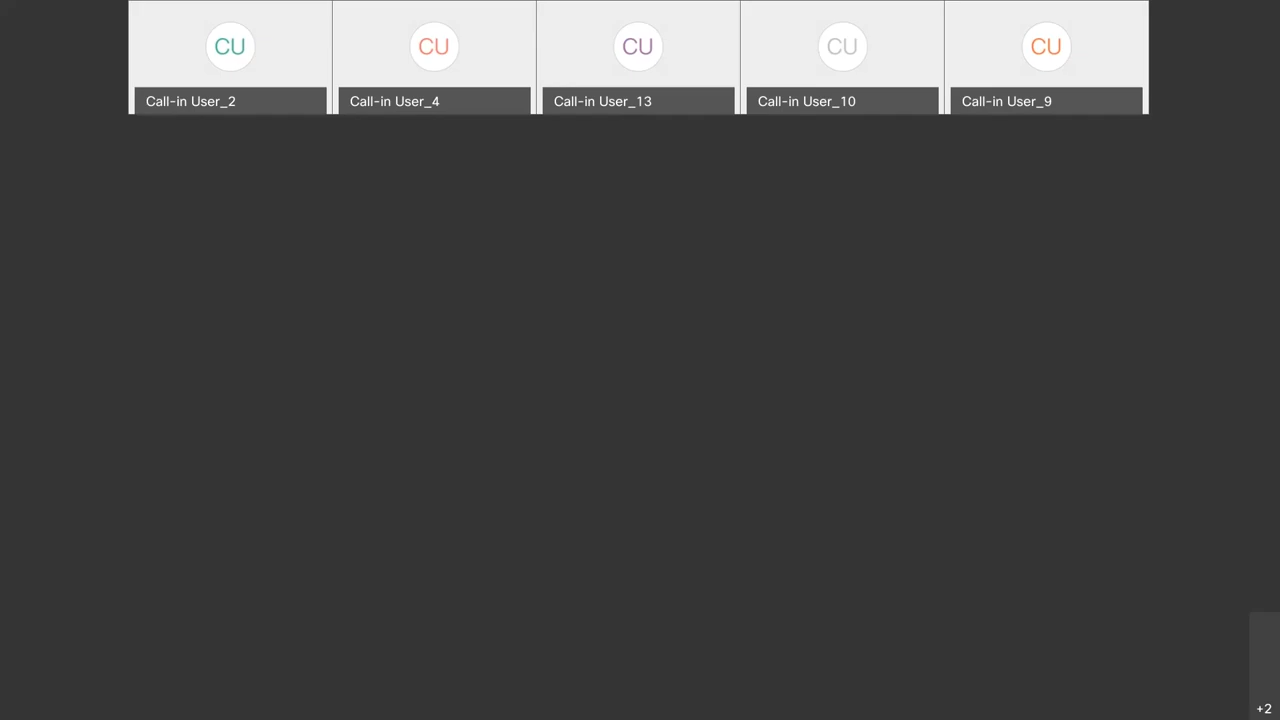 CU CU CU CU CU
Call-in User_2 Call-in User_4 Call-in User_13 Call-in User_10 Call-in User_9
+2